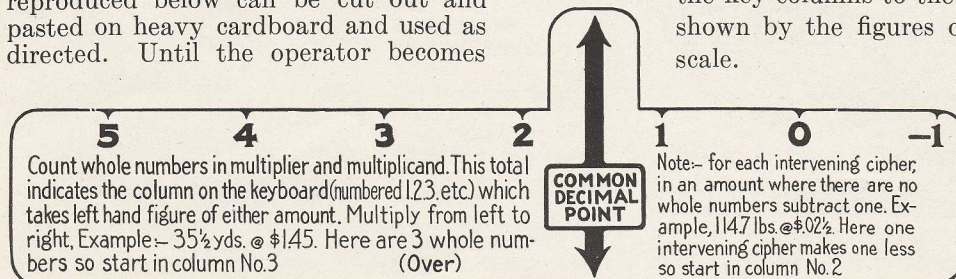 reproduced below can be cut out and
pasted on heavy cardboard and used as
directed. Until the operator becomes
the key columns to the
shown by the figures
scale.
5 4 3 2 1 0 –1
Count whole numbers in multiplier and multiplicand. This total
indicates the column on the keyboard (numbered 1.2.3. etc.) which
takes left hand figure of either amount. Multiply from left to
right, Example:– 35½ yds. @ $1.45. Here are 3 whole num-
bers so start in column No.3 (Over)
COMMON
DECIMAL
POINT
Note:– for each intervening cipher,
in an amount where there are no
whole numbers subtract one. Ex-
ample, 114.7 lbs. @ $.02½. Here one
intervening cipher makes one less
so start in column No.2